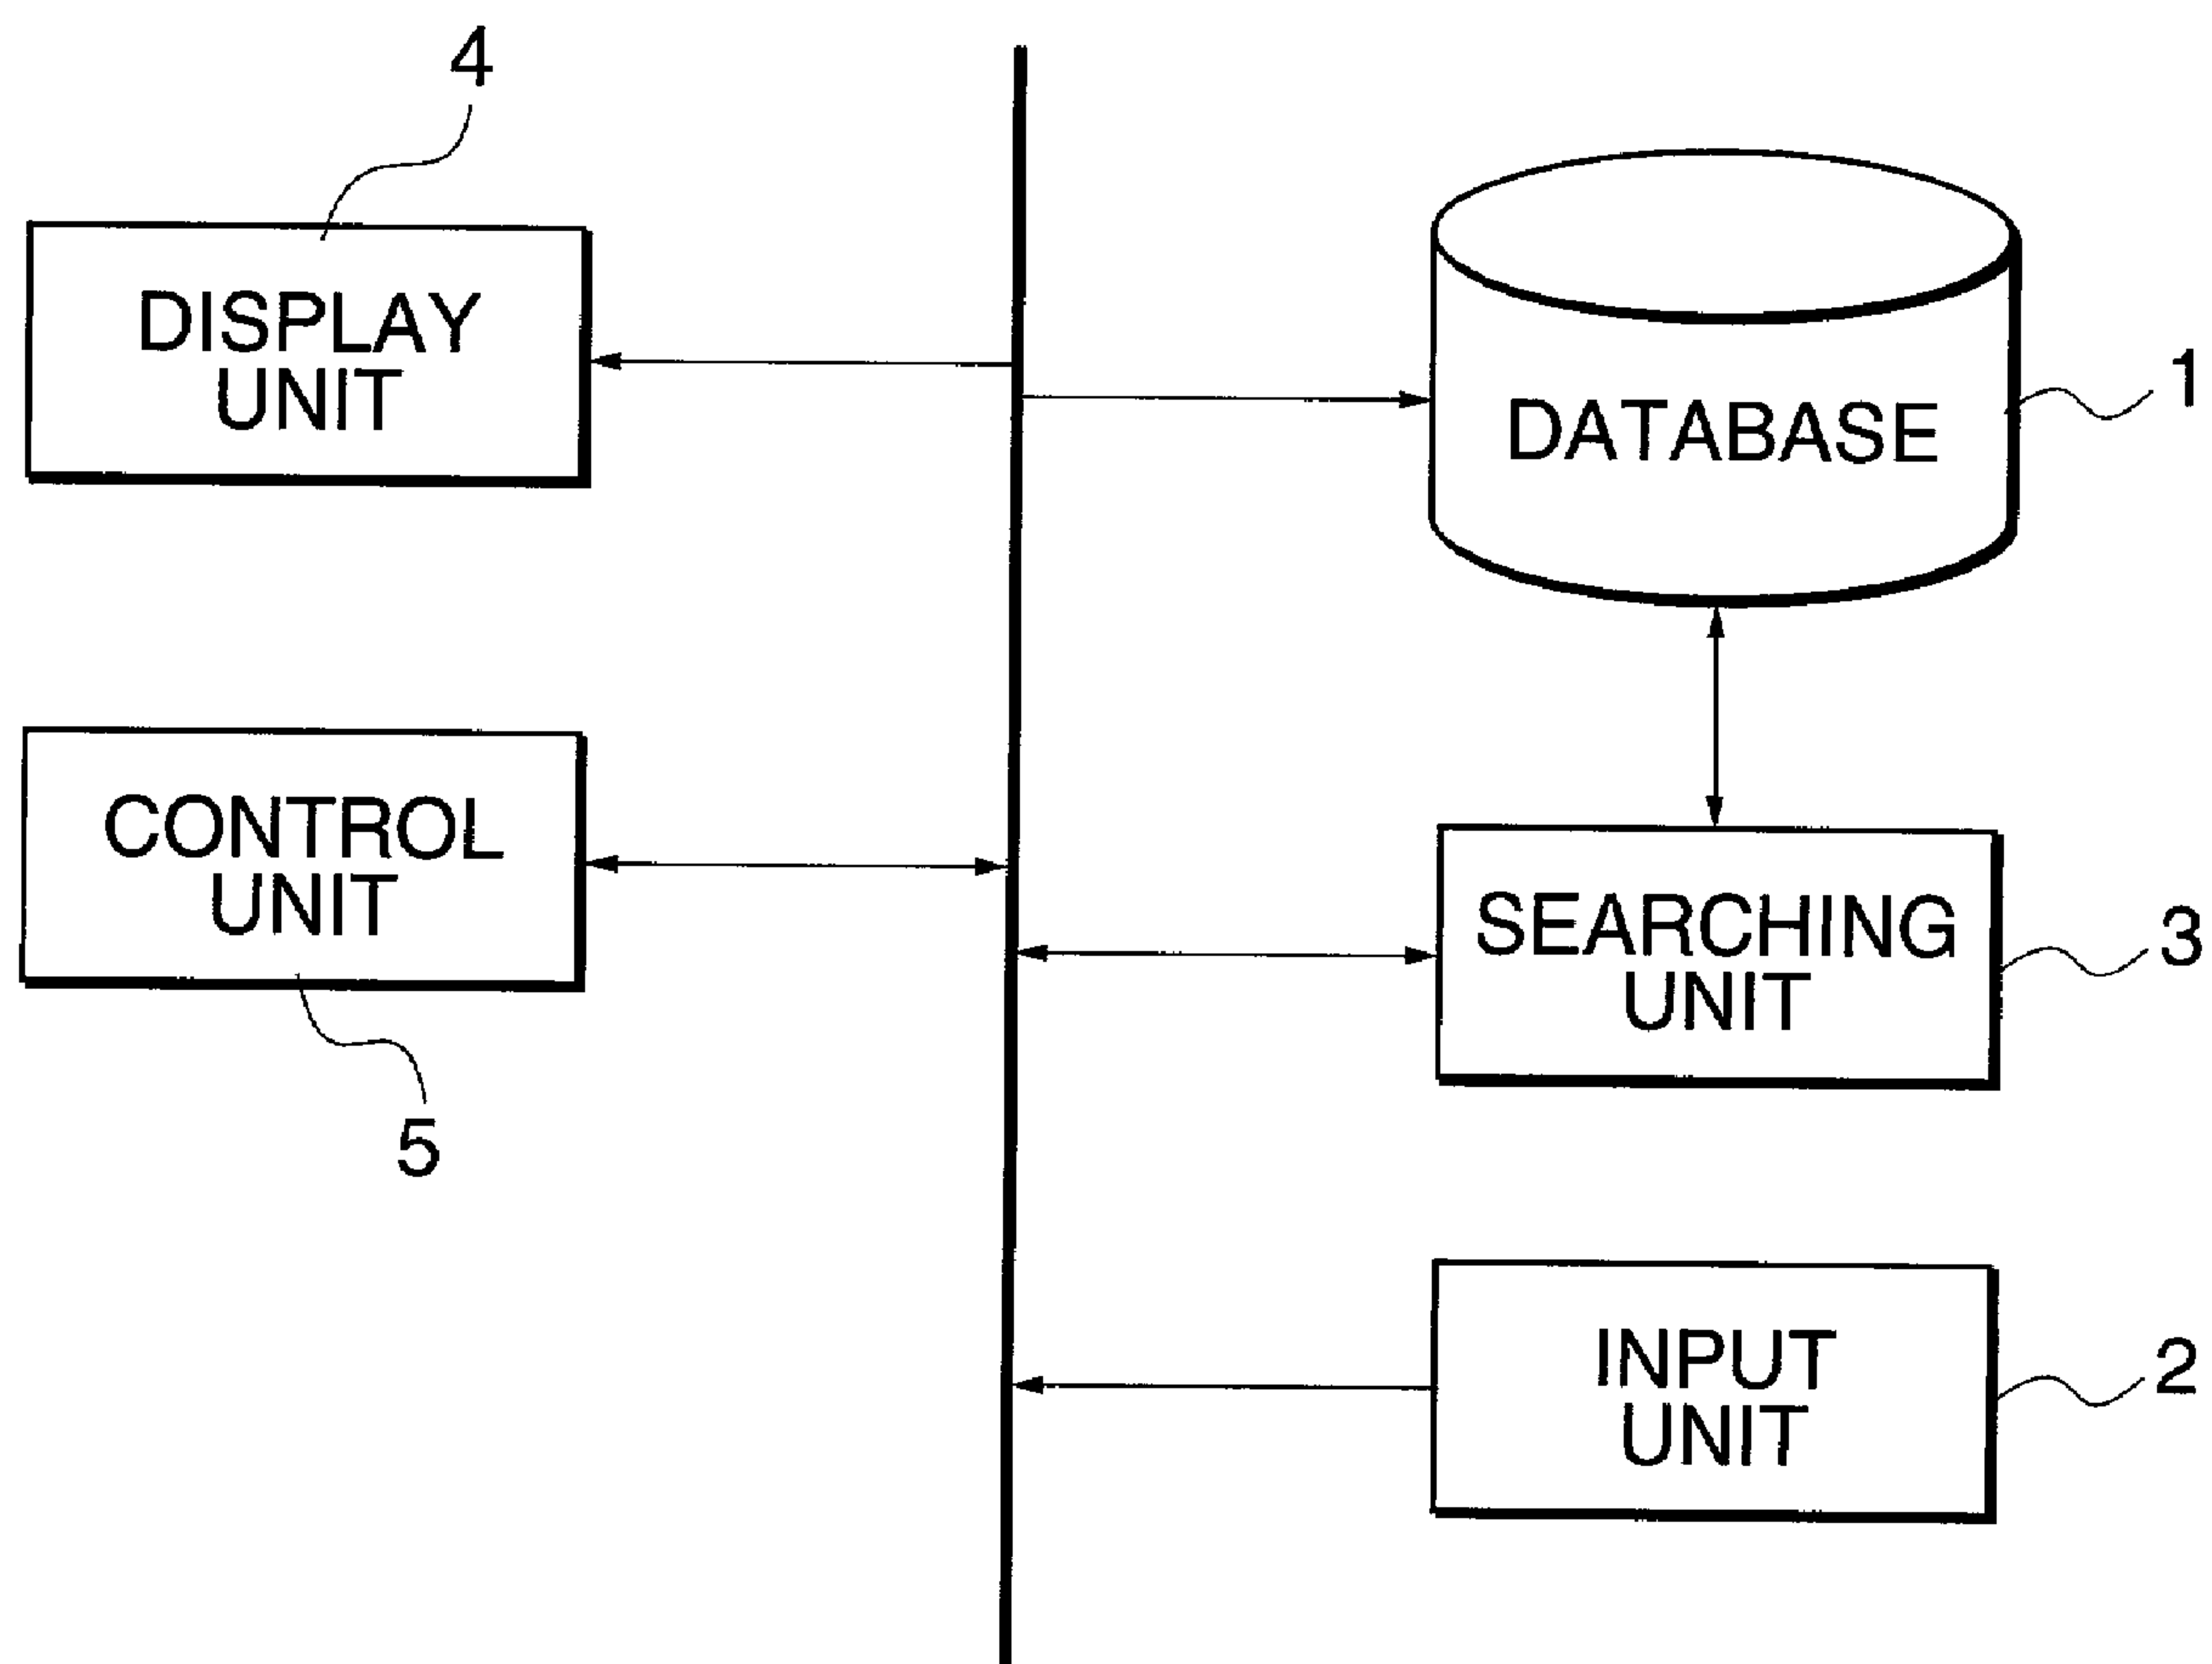 4
DISPLAY
UNIT
DATABASE
1
CONTROL
UNIT
5
SEARCHING
UNIT
3
INPUT
UNIT
2